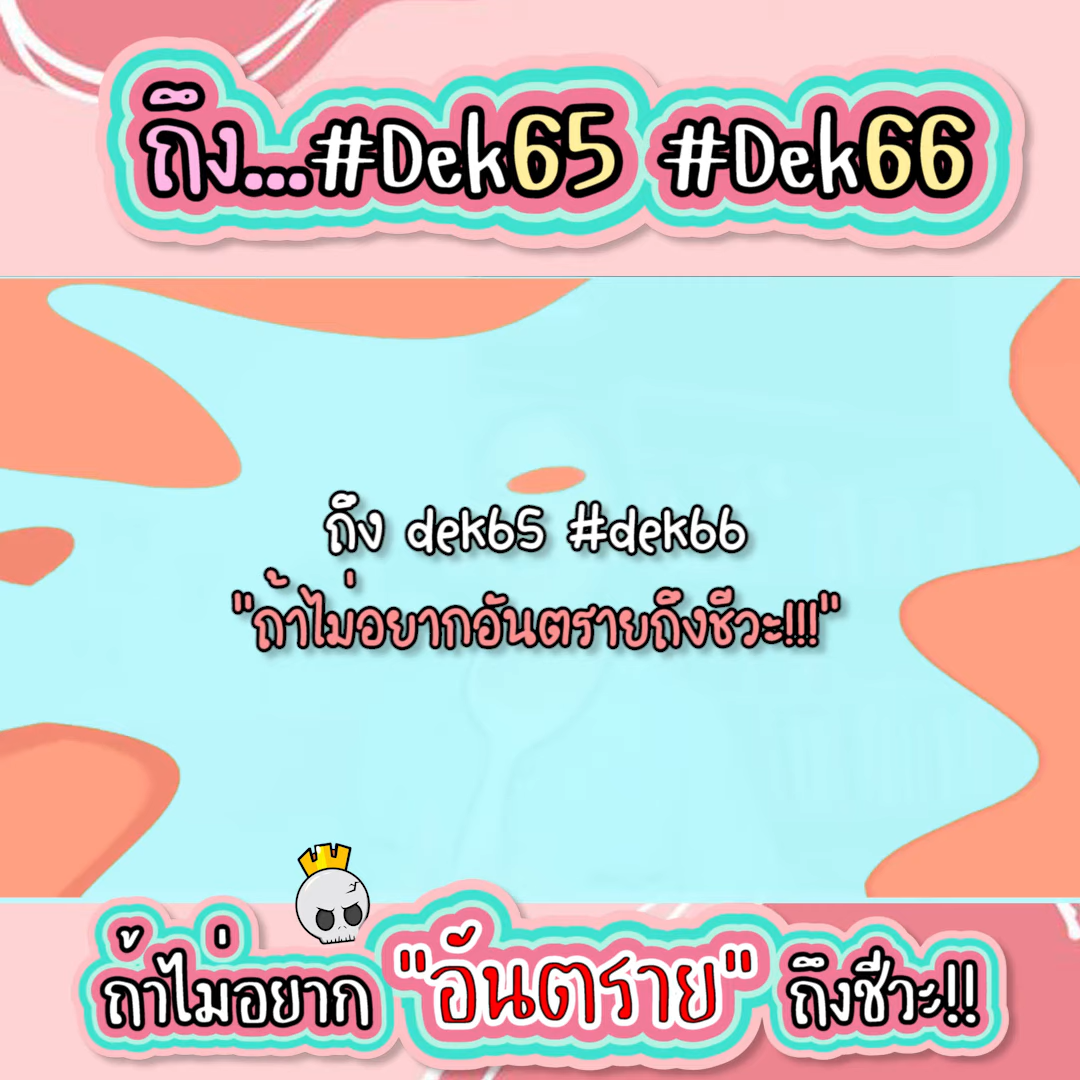 ถึง...#Dek65 #Dek66
ถึง dek65 #dek66
"ถ้าไม่อยากอันตรายถึงชีวะ!!!"
ถ้าไม่อยาก "อันตราย" ถึงชีวะ!!